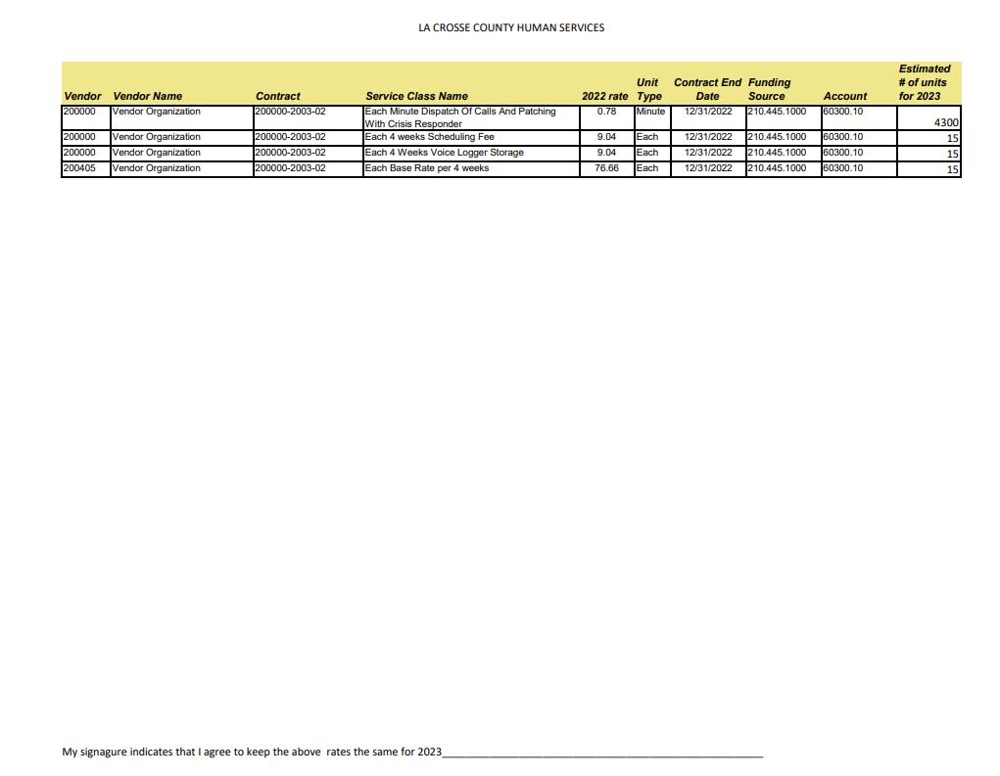 LA CROSSE COUNTY HUMAN SERVICES
Estimated
Unit Contract End Funding # of units
Vendor Vendor Name Contract Service Class Name 2022 rate Type Date Source Account for 2023
200000 Vendor Organization 200000-2003-02 Each Minute Dispatch Of Calls And Patching 0.78 Minute 12/31/2022 210.445.1000 60300.10
With Crisis Responder 4300
200000 Vendor Organization 200000-2003-02 Each 4 weeks Scheduling Fee 9.04 Each 12/31/2022 210.445.1000 60300.10 15
200000 Vendor Organization 200000-2003-02 Each 4 Weeks Voice Logger Storage 9.04 Each 12/31/2022 210.445.1000 60300.10 15
200405 Vendor Organization 200000-2003-02 Each Base Rate per 4 weeks 76.66 Each 12/31/2022 210.445.1000 60300.10 15
My signagure indicates that I agree to keep the above rates the same for 2023____________________________________________________